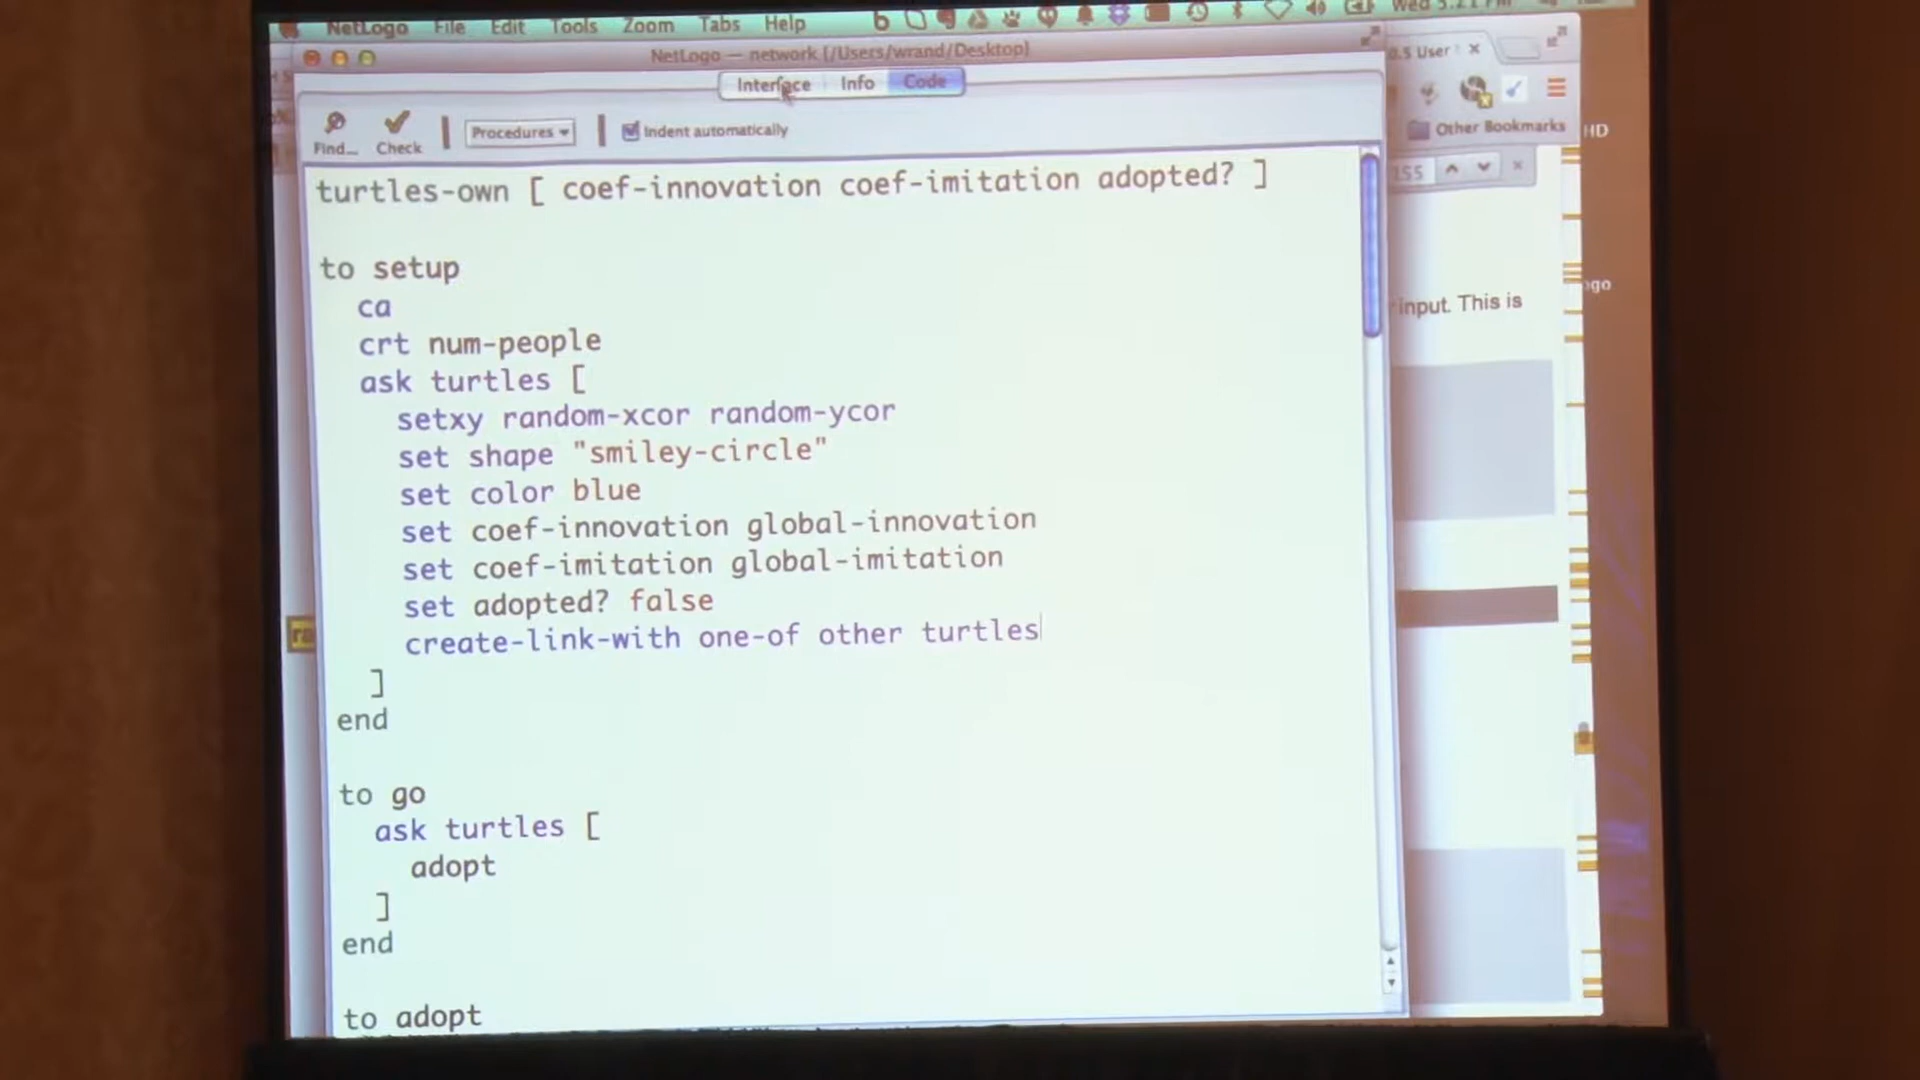 NetLogo File Edit Tools Zoom Tabs Help
NetLogo — network {/Users/wrand/Desktop}
Interface Info Code
Find... Check Procedures Indent automatically
turtles-own [ coef-innovation coef-imitation adopted? ]
to setup
ca
crt num-people
ask turtles [
setxy random-xcor random-ycor
set shape "smiley-circle"
set color blue
set coef-innovation global-innovation
set coef-imitation global-imitation
set adopted? false
create-link-with one-of other turtles
]
end
to go
ask turtles [
adopt
]
end
to adopt
User
Other Bookmarks
HD
155
input. This is